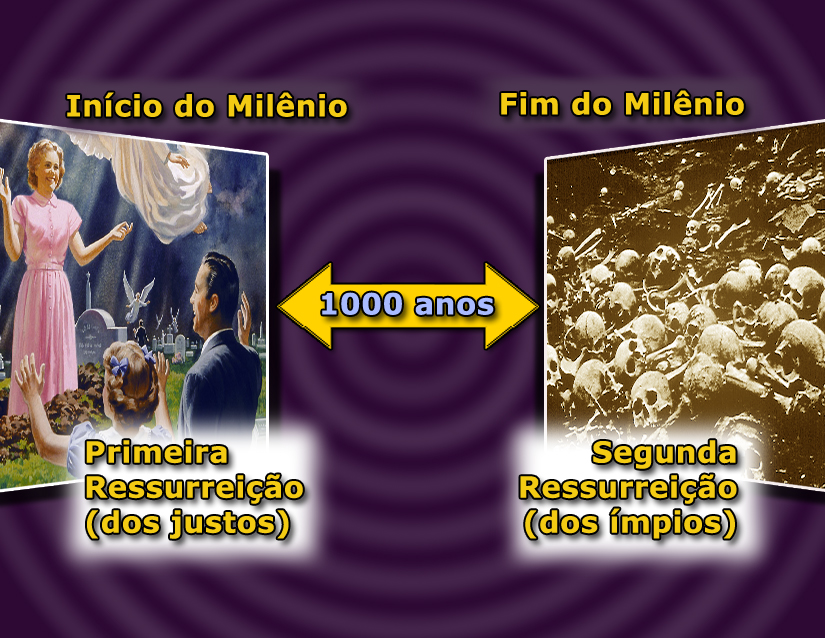 Início do Milênio
Fim do Milênio
1000 anos
Primeira
Ressurreição
(dos justos)
Segunda
Ressurreição
(dos ímpios)